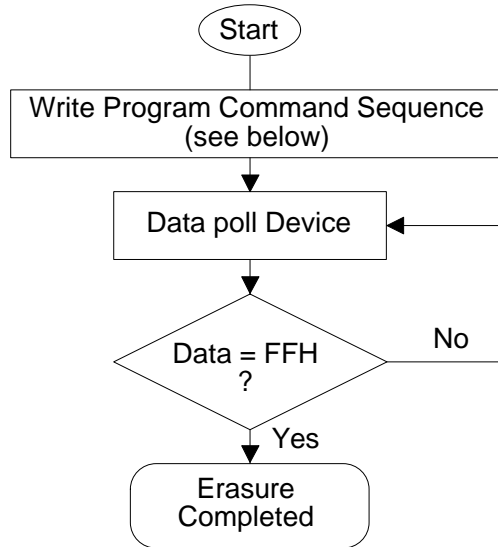 Start
Write Program Command Sequence
(see below)
Data poll Device
Data = FFH
?
No
Yes
Erasure
Completed